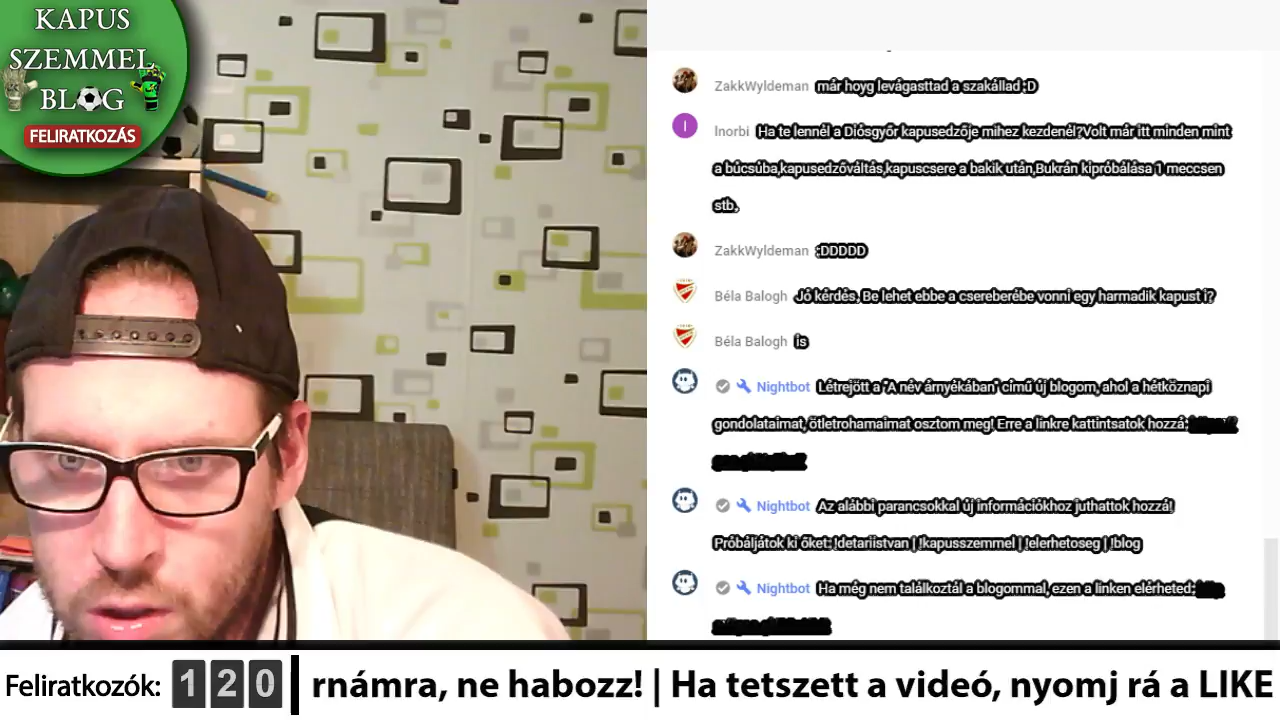 KAPUS
SZEMMEL
BLOG
FELIRATKOZÁS
ZakkWyldeman már hoyg levágasttad a szakállad ;D
I Inorbi Ha te lennél a Diósgyőr kapusedzője mihez kezdenél?Volt már itt minden mint
a búcsúba,kapusedzőváltás,kapuscsere a bakik után,Bukrán kipróbálása 1 meccsen
stb.
ZakkWyldeman :DDDDD
Béla Balogh Jó kérdés, Be lehet ebbe a csereberébe vonni egy harmadik kapust i?
Béla Balogh is
Nightbot Létrejött a "A név árnyékában" című új blogom, ahol a hétköznapi
gondolataimat, ötletrohamaimat osztom meg! Erre a linkre kattintsatok hozzá:
Nightbot Az alábbi parancsokkal új információkhoz juthattok hozzá!
Próbáljátok ki őket: !detariistvan | !kapusszemmel | !elerhetoseg | !blog
Nightbot Ha még nem találkoztál a blogommal, ezen a linken elérheted:
Feliratkozók: 120 rnámra, ne habozz! | Ha tetszett a videó, nyomj rá a LIKE